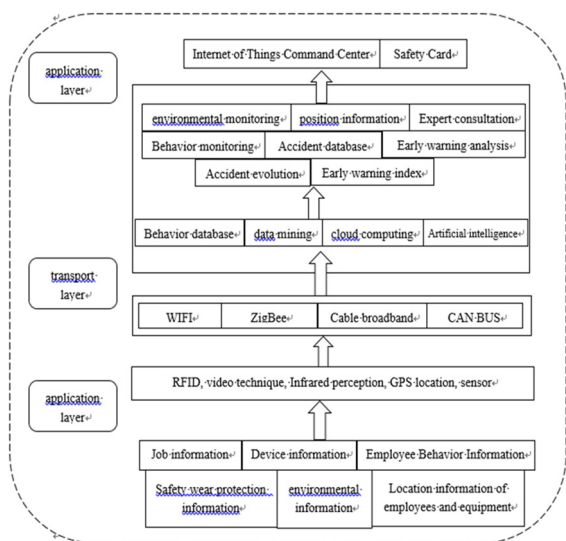 Internet of Things Command Center Safety Card
application
layer
environmental monitoring position information Expert consultation
Behavior monitoring Accident database Early warning analysis
Accident evolution Early warning index
Behavior database data mining cloud computing Artificial intelligence
transport
layer
WIFI ZigBee Cable broadband CAN BUS
RFID, video technique, Infrared perception, GPS location, sensor
application
layer
Job information Device information Employee Behavior Information
Safety wear protection
information
environmental
information
Location information of
employees and equipment